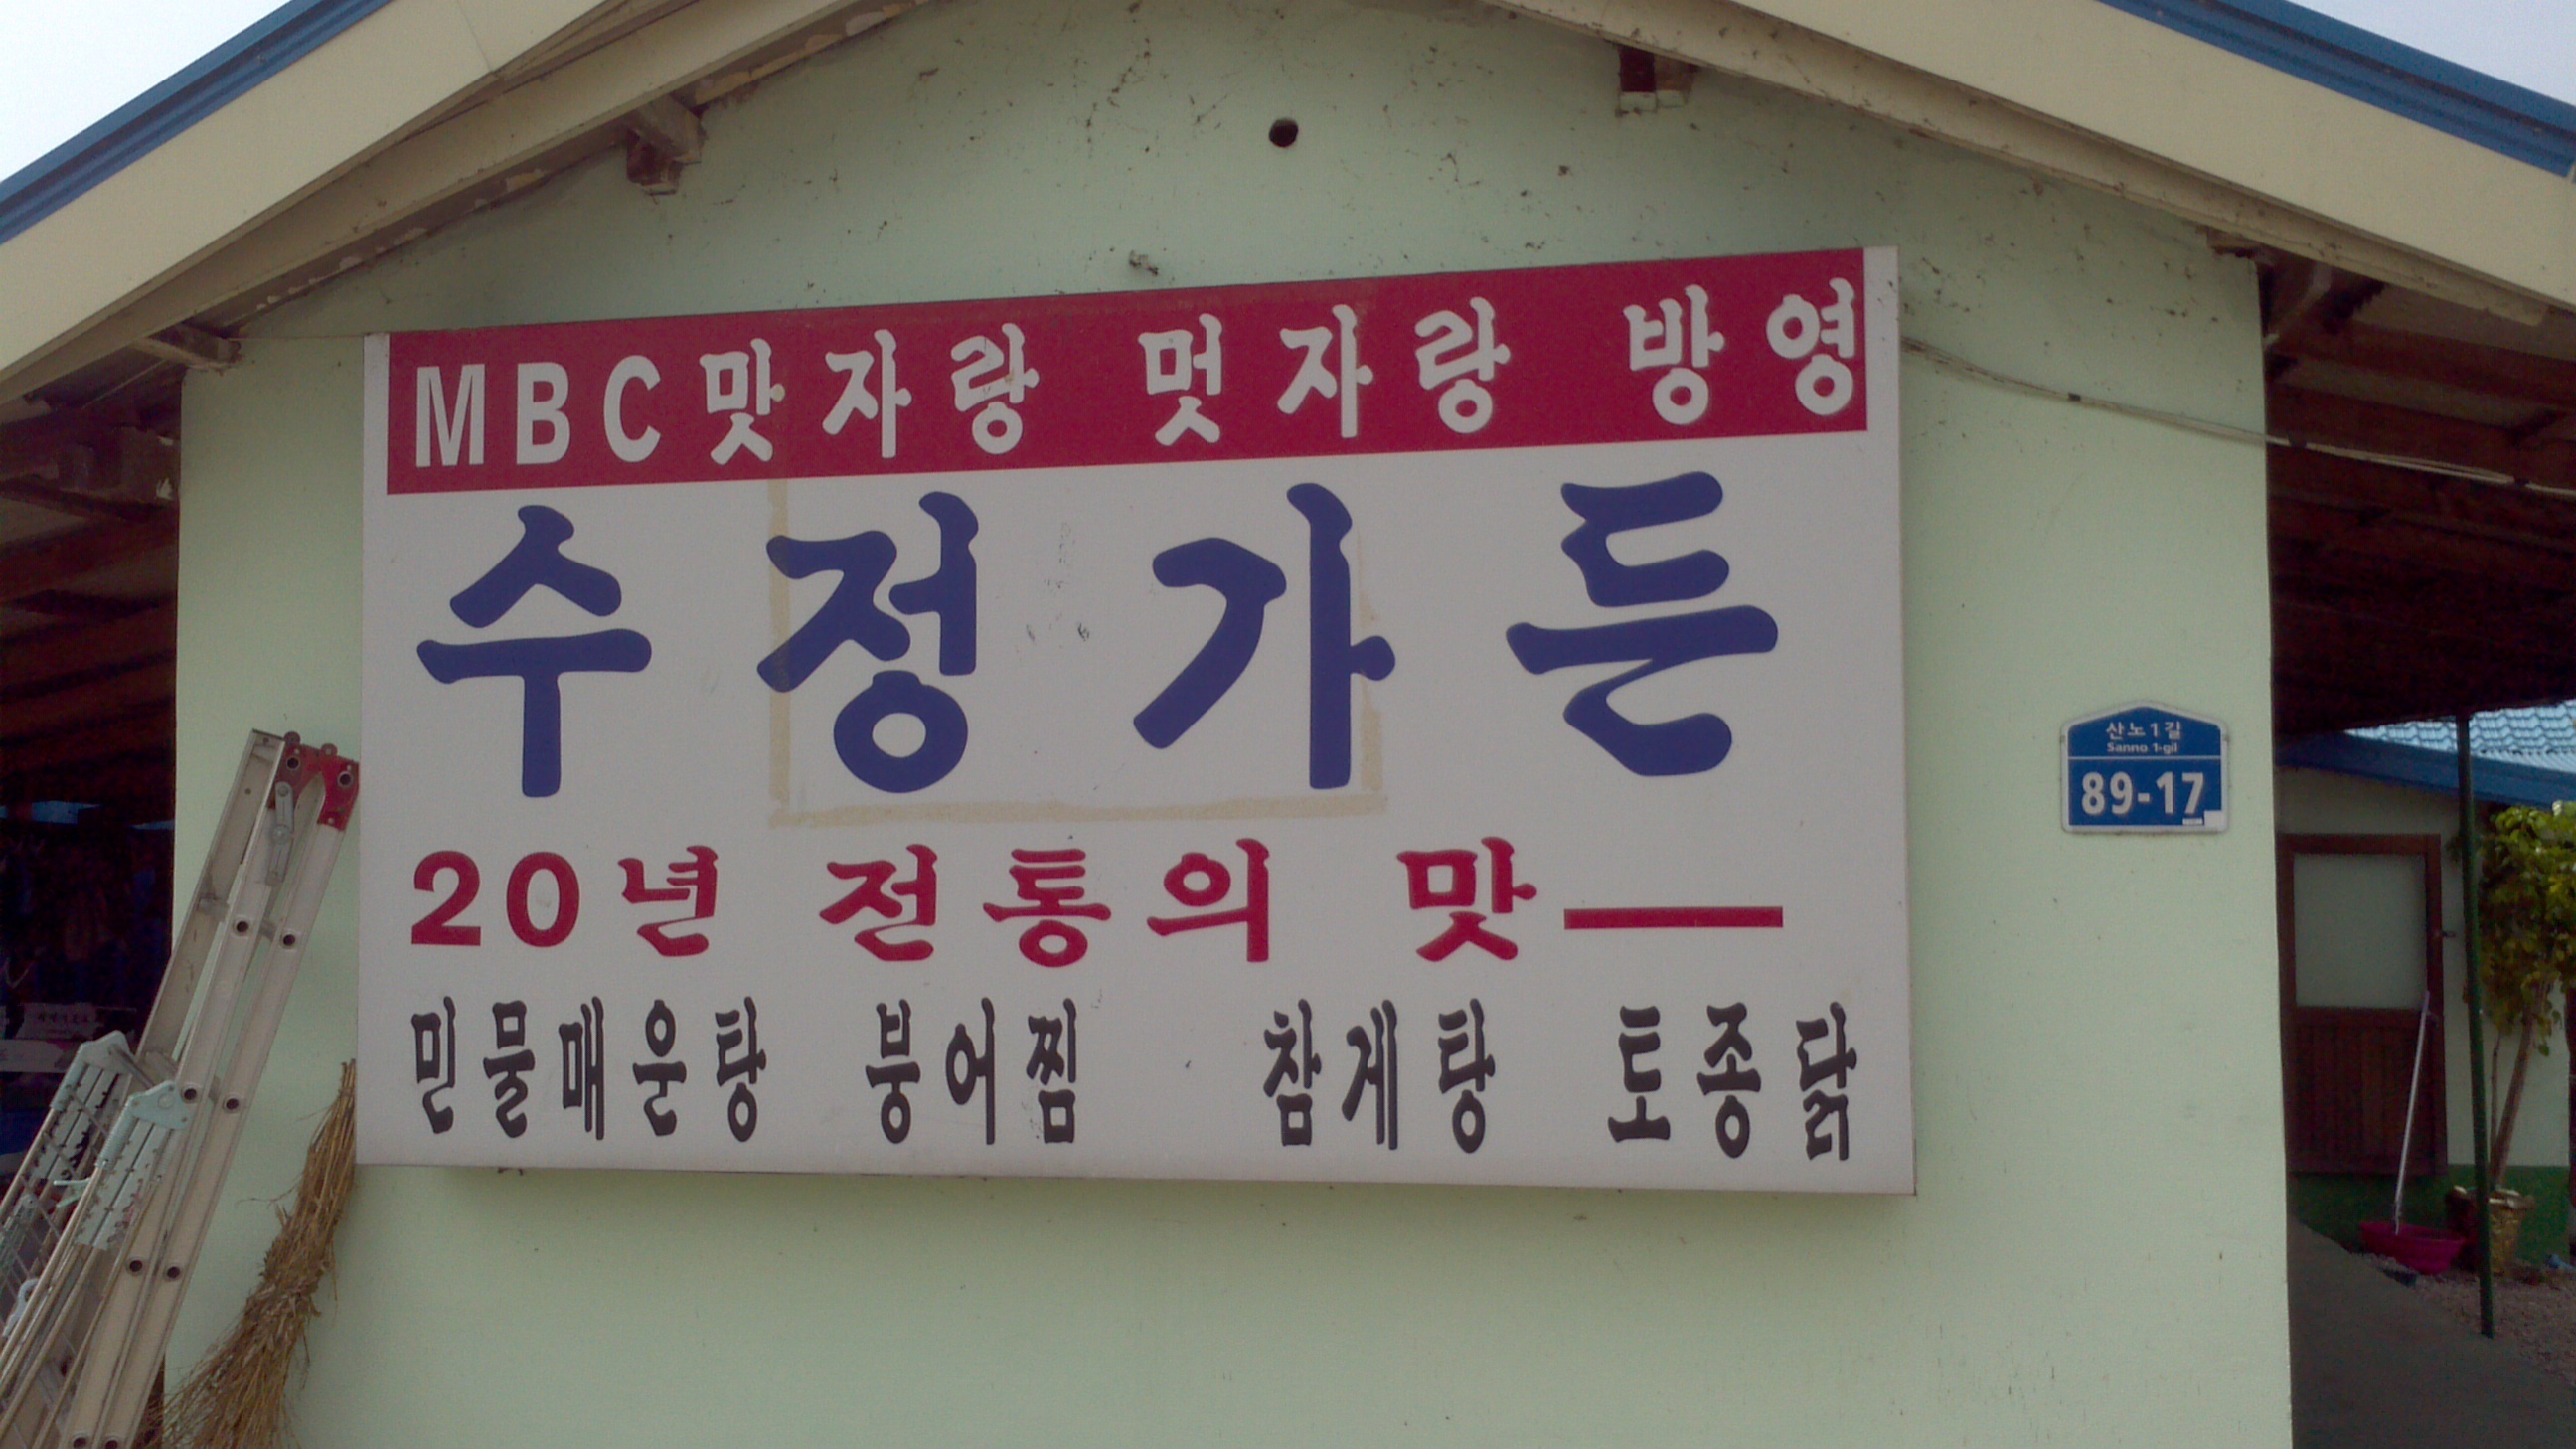 MBC맛자랑 멋자랑 방영
수정가든
20년 전통의 맛—
민물매운탕 붕어찜 참게탕 토종닭
산노1길
Sanno 1-gil
89-17